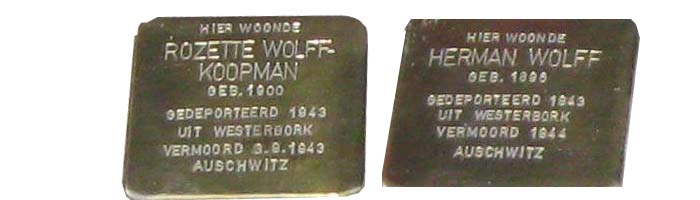 HIER WOONDE
ROZETTE WOLFF-
KOOPMAN
GEB. 1900
GEDEPORTEERD 1943
UIT WESTERBORK
VERMOORD 3.9.1943
AUSCHWITZ
HIER WOONDE
HERMAN WOLFF
GEB. 1896
GEDEPORTEERD 1943
UIT WESTERBORK
VERMOORD 1944
AUSCHWITZ